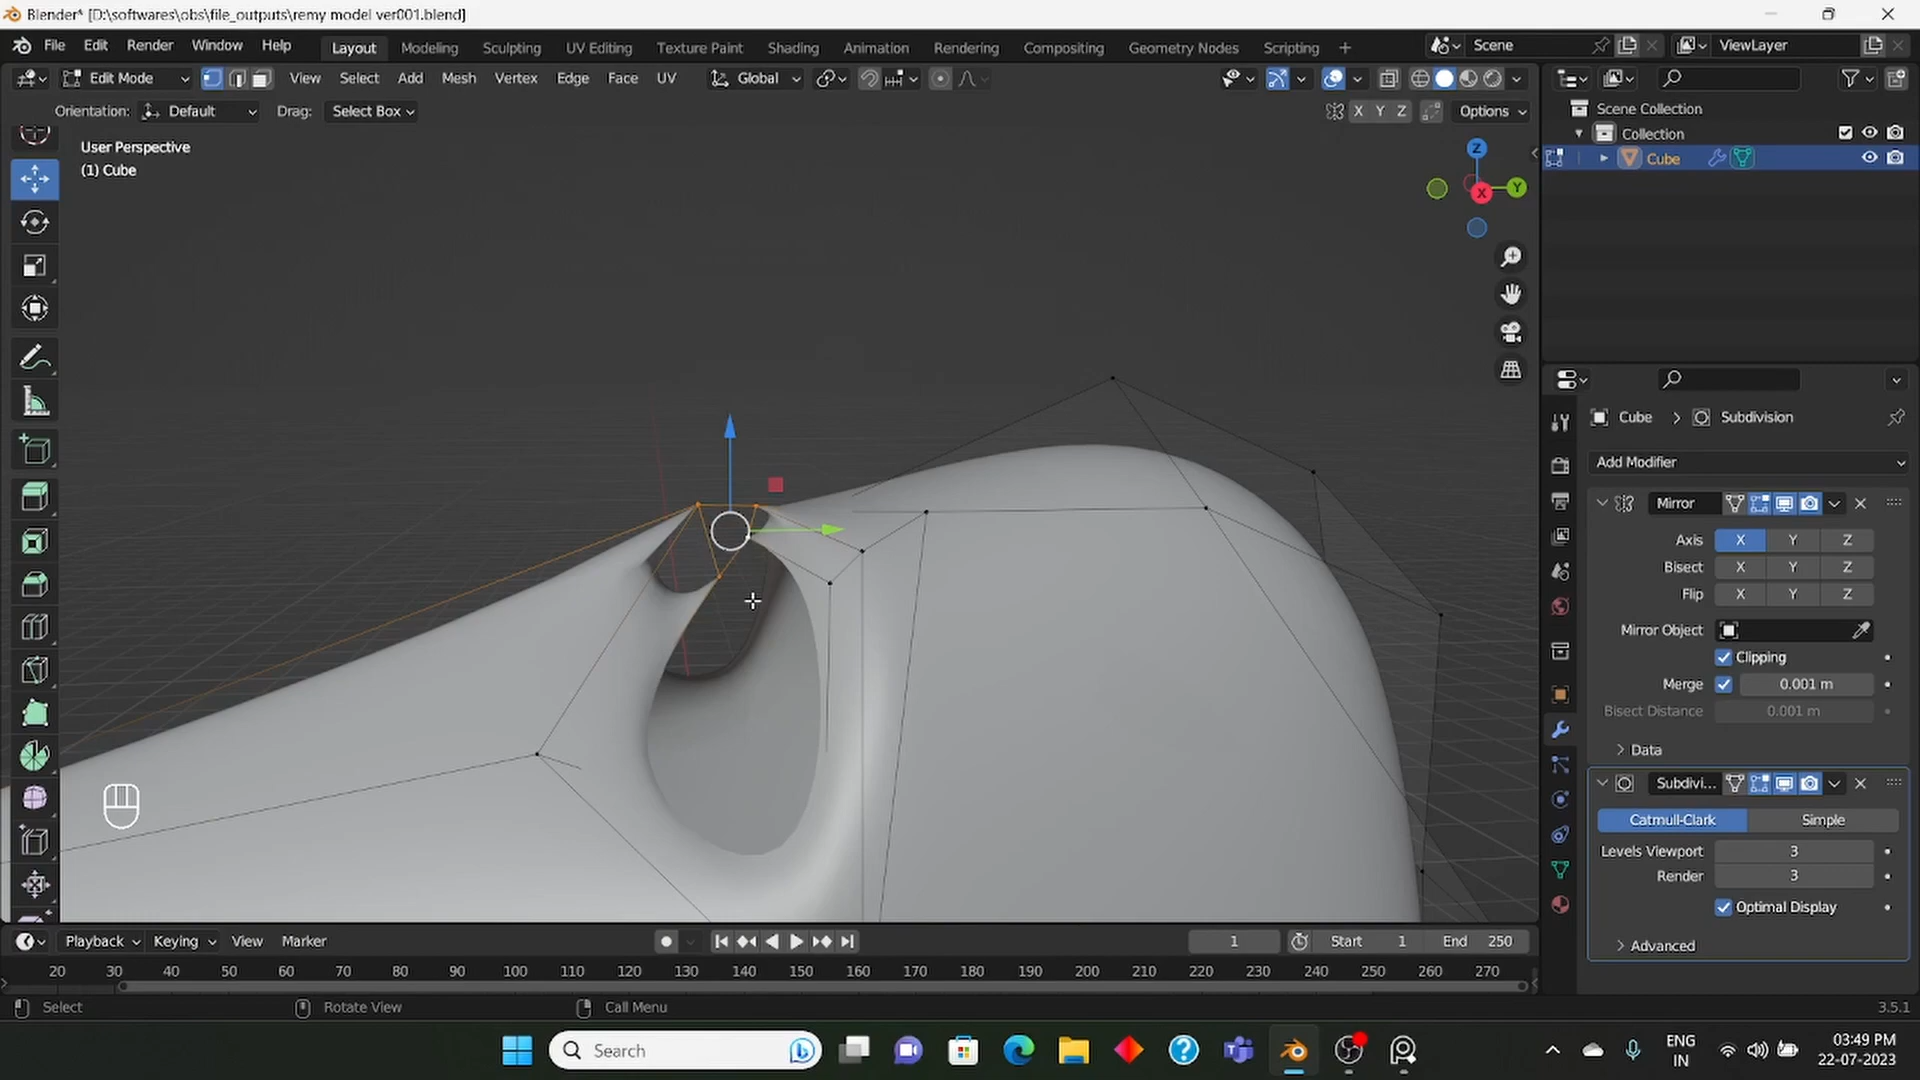 Blender* [D:\softwares\obs\file_outputs\remy model ver001.blend]
File Edit Render Window Help Layout Modeling Sculpting UV Editing Texture Paint Shading Animation Rendering Compositing Geometry Nodes Scripting + Scene ViewLayer
Edit Mode View Select Add Mesh Vertex Edge Face UV Global
Orientation: Default Drag: Select Box X Y Z Options
User Perspective
(1) Cube
Z
Y
X
Scene Collection
Collection
Cube
Cube > Subdivision
Add Modifier
Mirror
Axis X Y Z
Bisect X Y Z
Flip X Y Z
Mirror Object
Clipping
Merge 0.001 m
Bisect Distance 0.001 m
> Data
Subdivi...
Catmull-Clark Simple
Levels Viewport 3
Render 3
Optimal Display
> Advanced
Playback Keying View Marker 1 Start 1 End 250
20 30 40 50 60 70 80 90 100 110 120 130 140 150 160 170 180 190 200 210 220 230 240 250 260 270
Select Rotate View Call Menu 3.5.1
Search
ENG
IN
03:49 PM
22-07-2023